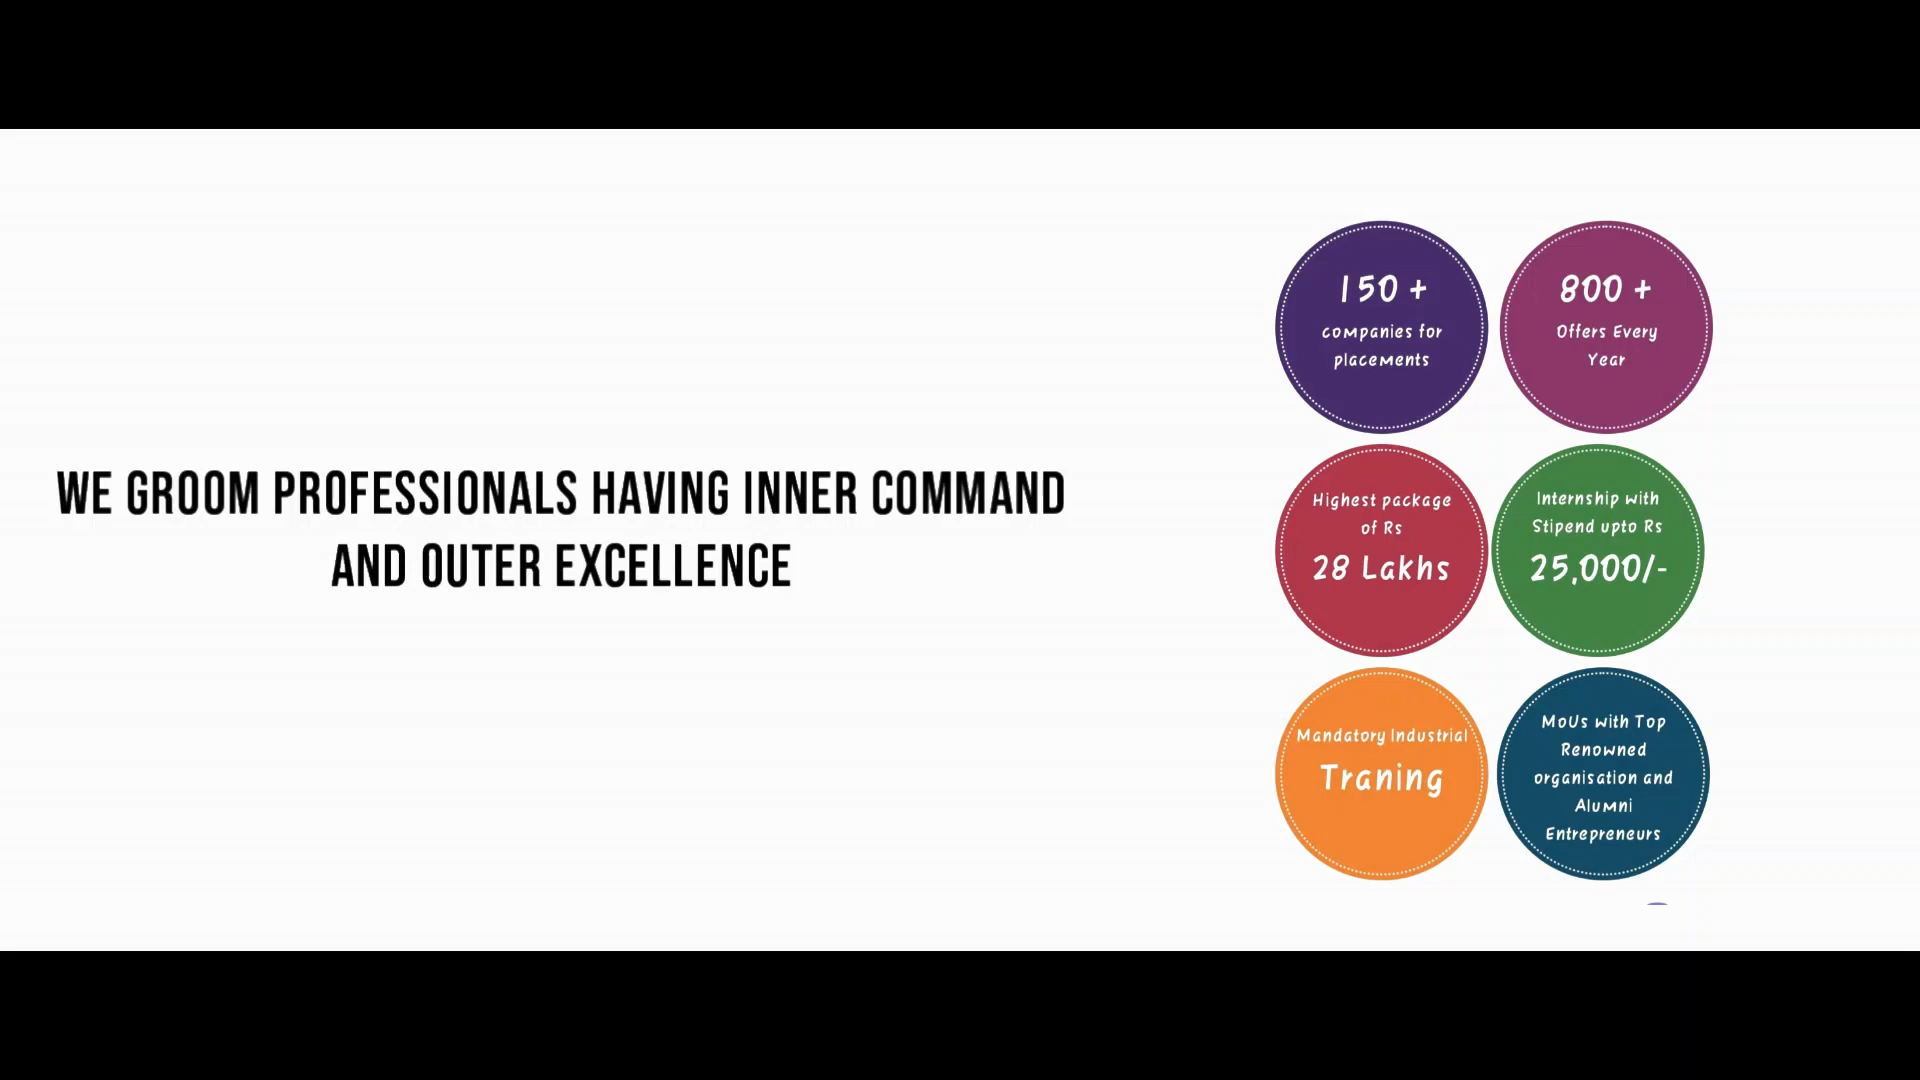 WE GROOM PROFESSIONALS HAVING INNER COMMAND
AND OUTER EXCELLENCE
150 +
companies for
placements
800 +
Offers Every
Year
Highest package
of Rs
28 Lakhs
Internship with
Stipend upto Rs
25,000/-
Mandatory Industrial
Traning
MoUs with Top
Renowned
organisation and
Alumni
Entrepreneurs